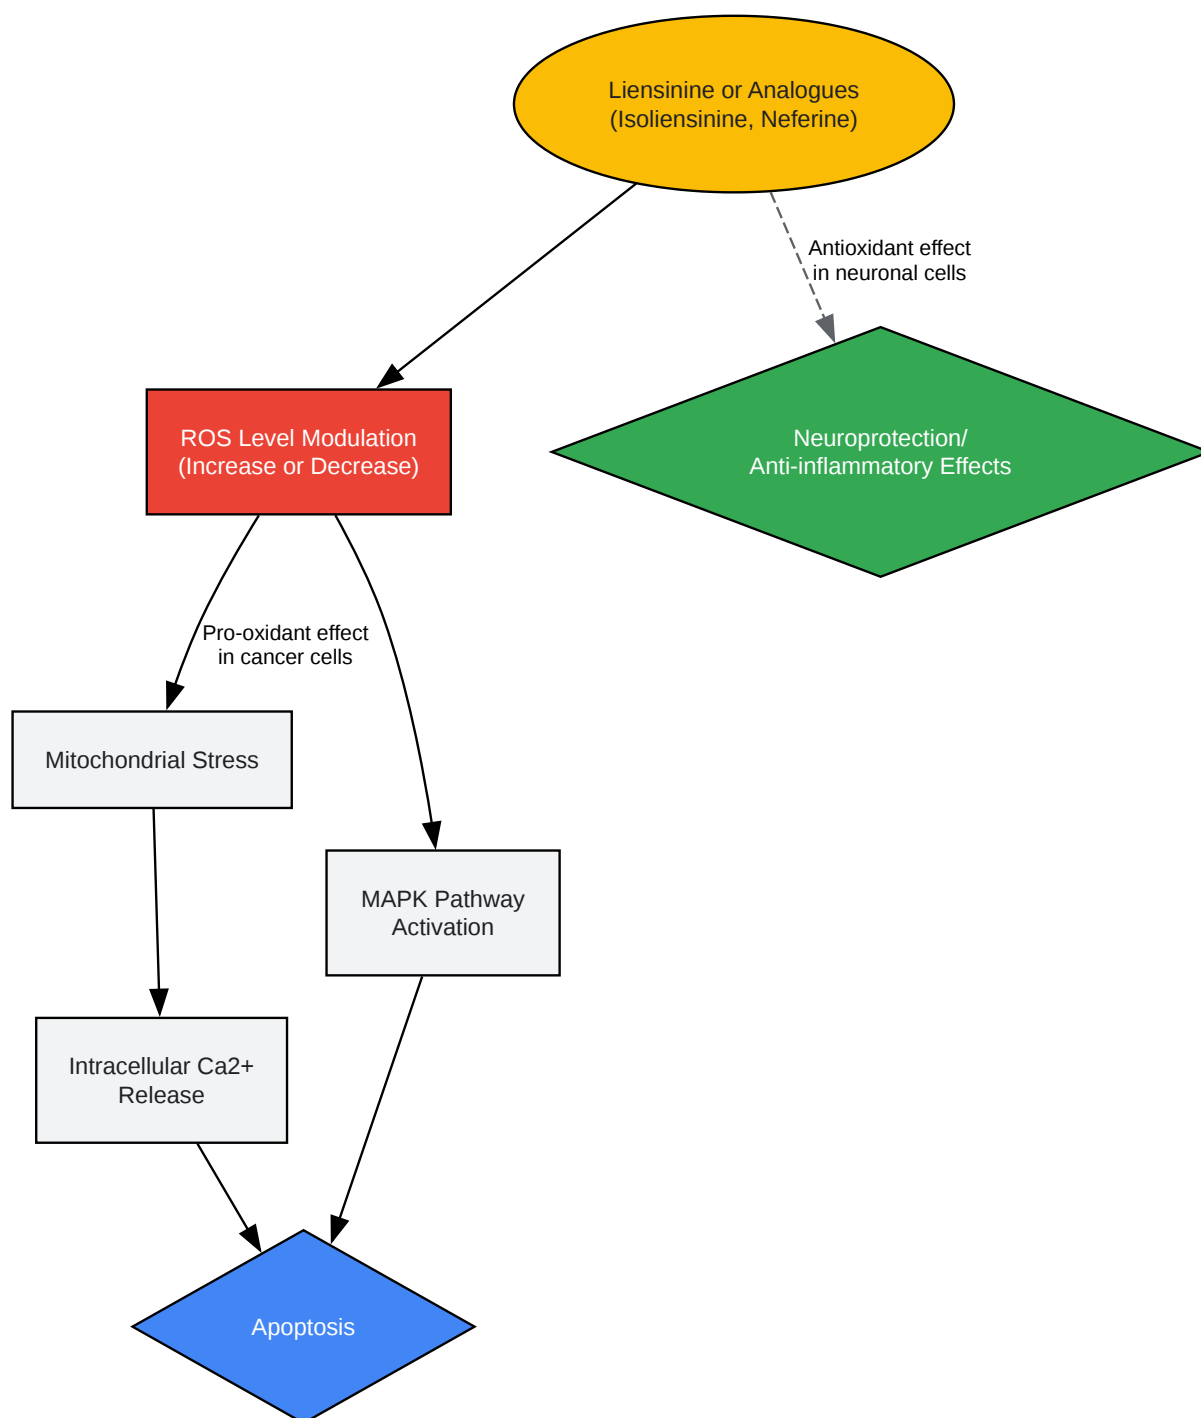 Liensinine or Analogues
(Isoliensinine, Neferine)
Antioxidant effect
in neuronal cells
ROS Level Modulation
(Increase or Decrease)
Neuroprotection/
Anti-inflammatory Effects
Pro-oxidant effect
in cancer cells
Mitochondrial Stress
MAPK Pathway
Activation
Intracellular Ca2+
Release
Apoptosis